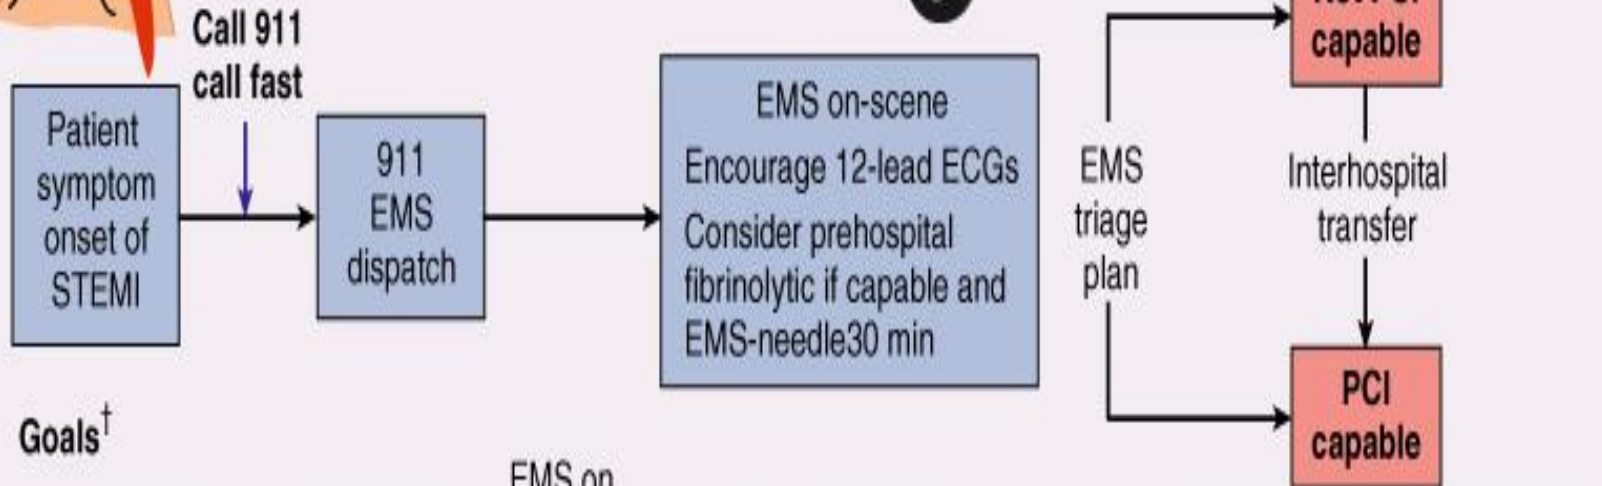 Call 911
call fast
Patient
symptom
onset of
STEMI
911
EMS
dispatch
EMS on-scene
Encourage 12-lead ECGs
Consider prehospital
fibrinolytic if capable and
EMS-needle30 min
EMS
triage
plan
capable
Interhospital
transfer
PCI
capable
Goals†
EMS on